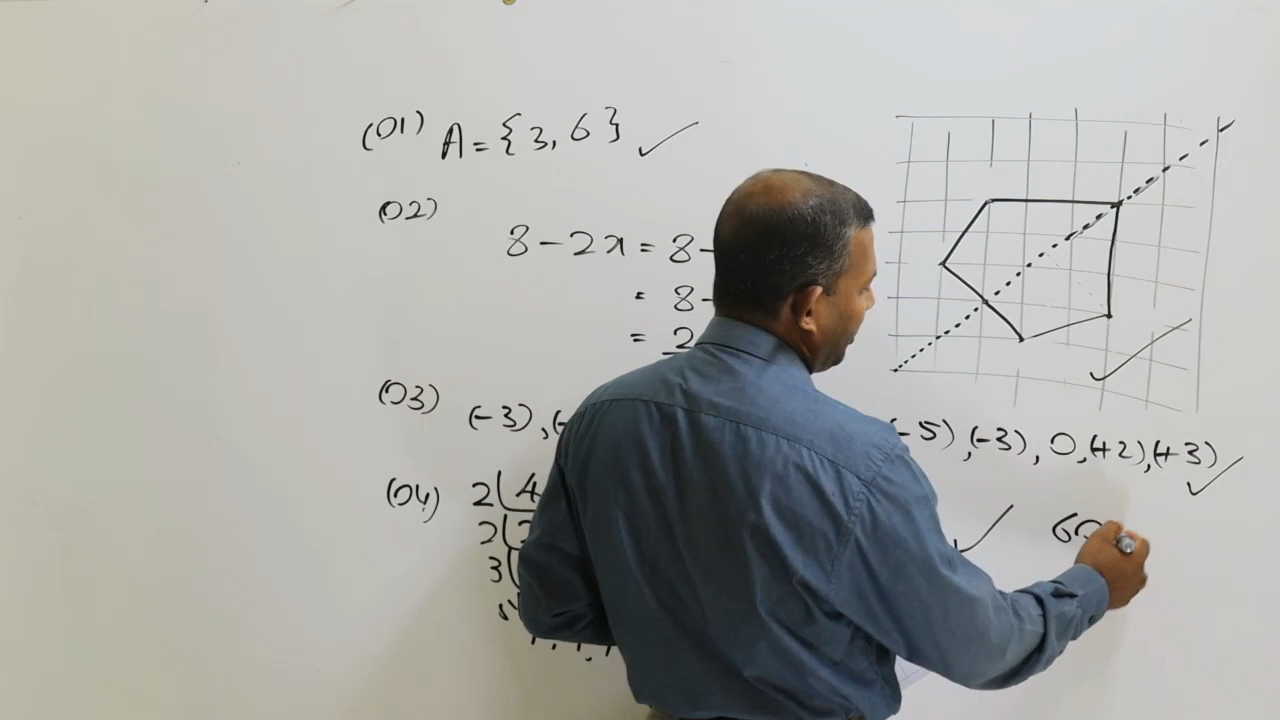 (01) A = {3, 6} ✓
(02)
8 - 2x = 8 -
= 8 -
= 2
(03) (-3), (-
-5), (-3), 0, (+2), (+3) ✓
(04) 2 4
2
3
60